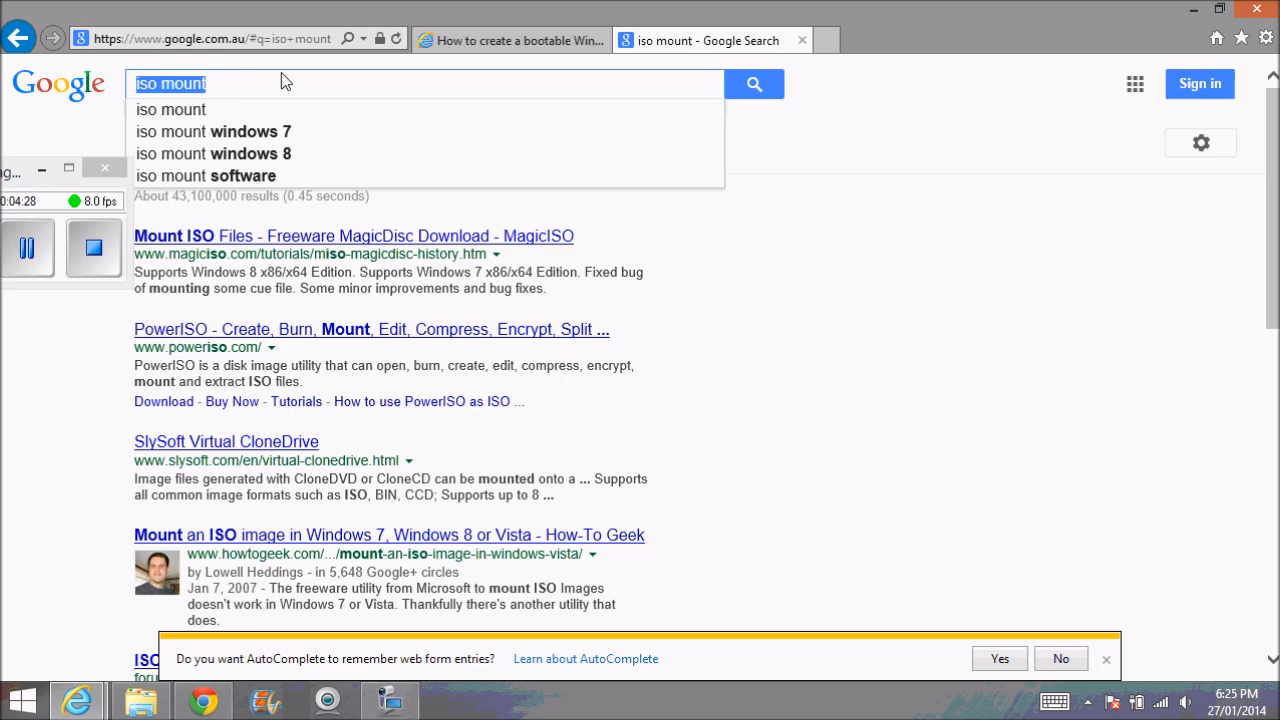 https://www.google.com.au/#q=iso+mount
How to create a bootable Win...
iso mount - Google Search
Google
iso mount
Sign in
iso mount
iso mount windows 7
iso mount windows 8
iso mount software
g...
:04:28
8.0 fps
About 43,100,000 results (0.45 seconds)
Mount ISO Files - Freeware MagicDisc Download - MagicISO
www.magiciso.com/tutorials/miso-magicdisc-history.htm
Supports Windows 8 x86/x64 Edition. Supports Windows 7 x86/x64 Edition. Fixed bug
of mounting some cue file. Some minor improvements and bug fixes.
PowerISO - Create, Burn, Mount, Edit, Compress, Encrypt, Split ...
www.poweriso.com/
PowerISO is a disk image utility that can open, burn, create, edit, compress, encrypt,
mount and extract ISO files.
Download - Buy Now - Tutorials - How to use PowerISO as ISO ...
SlySoft Virtual CloneDrive
www.slysoft.com/en/virtual-clonedrive.html
Image files generated with CloneDVD or CloneCD can be mounted onto a ... Supports
all common image formats such as ISO, BIN, CCD; Supports up to 8 ...
Mount an ISO image in Windows 7, Windows 8 or Vista - How-To Geek
www.howtogeek.com/.../mount-an-iso-image-in-windows-vista/
by Lowell Heddings - in 5,648 Google+ circles
Jan 7, 2007 - The freeware utility from Microsoft to mount ISO Images
doesn't work in Windows 7 or Vista. Thankfully there's another utility that
does.
ISO
Do you want AutoComplete to remember web form entries?
Learn about AutoComplete
Yes
No
6:25 PM
27/01/2014